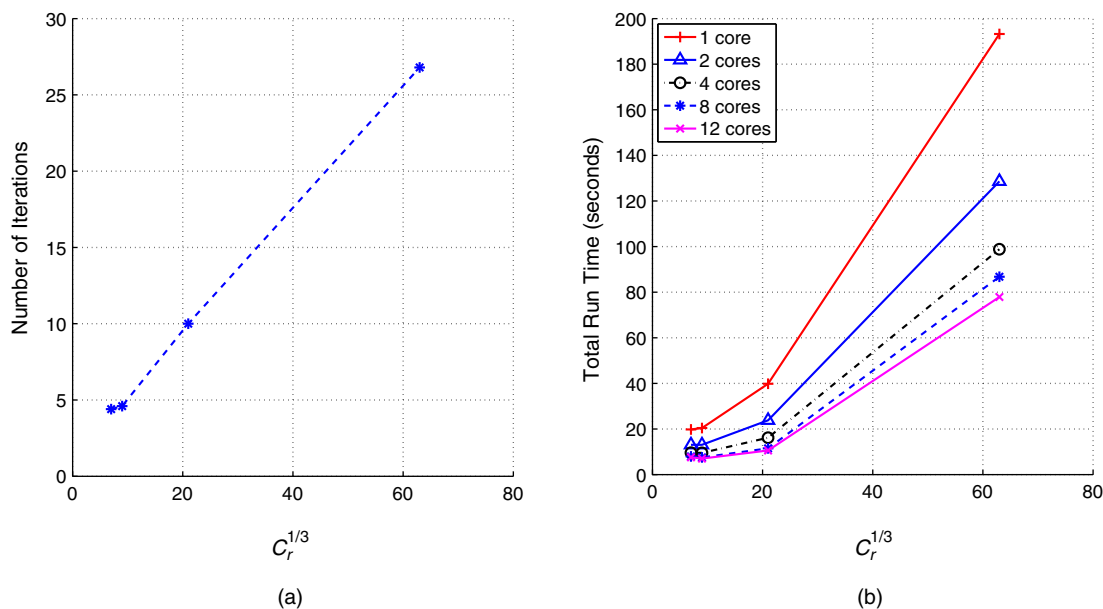 30
25
20
15
10
5
0
0 20 40 60 80
Number of Iterations
C_r^{1/3}
(a)
200
180
160
140
120
100
80
60
40
20
0
0 20 40 60 80
Total Run Time (seconds)
1 core
2 cores
4 cores
8 cores
12 cores
C_r^{1/3}
(b)